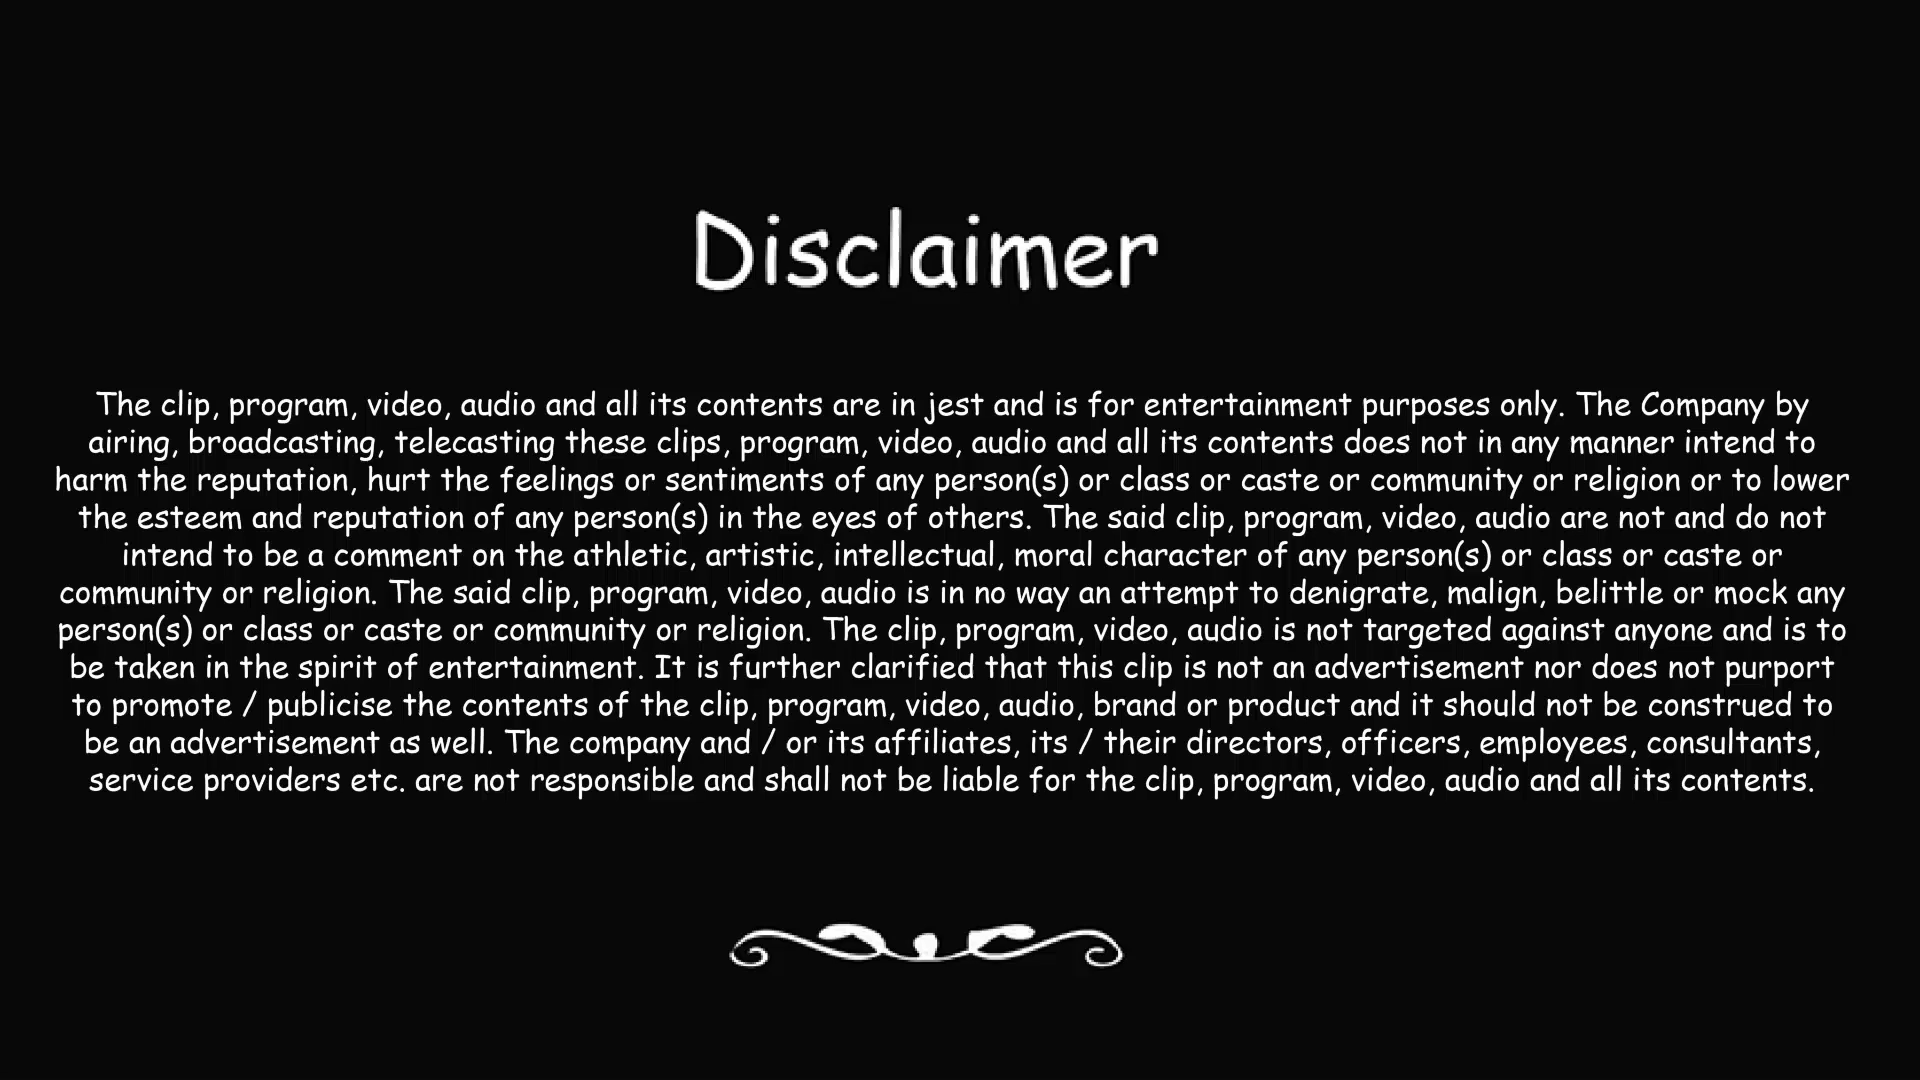 Disclaimer
The clip, program, video, audio and all its contents are in jest and is for entertainment purposes only. The Company by
airing, broadcasting, telecasting these clips, program, video, audio and all its contents does not in any manner intend to
harm the reputation, hurt the feelings or sentiments of any person(s) or class or caste or community or religion or to lower
the esteem and reputation of any person(s) in the eyes of others. The said clip, program, video, audio are not and do not
intend to be a comment on the athletic, artistic, intellectual, moral character of any person(s) or class or caste or
community or religion. The said clip, program, video, audio is in no way an attempt to denigrate, malign, belittle or mock any
person(s) or class or caste or community or religion. The clip, program, video, audio is not targeted against anyone and is to
be taken in the spirit of entertainment. It is further clarified that this clip is not an advertisement nor does not purport
to promote / publicise the contents of the clip, program, video, audio, brand or product and it should not be construed to
be an advertisement as well. The company and / or its affiliates, its / their directors, officers, employees, consultants,
service providers etc. are not responsible and shall not be liable for the clip, program, video, audio and all its contents.